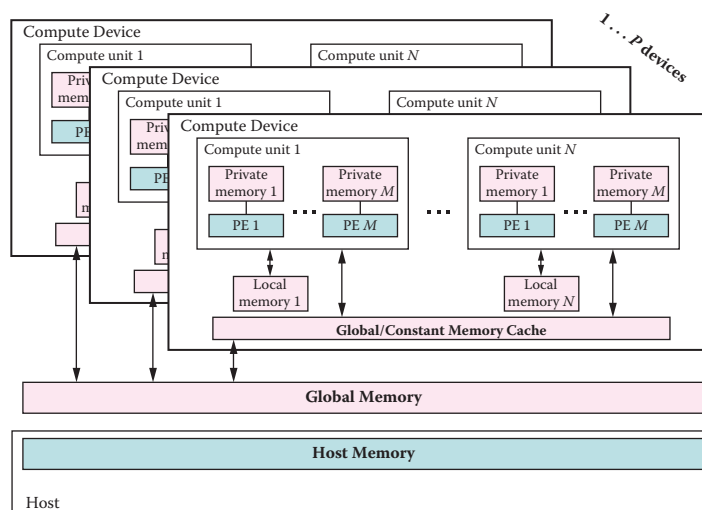 1 . . . P devices
Compute Device
Compute unit 1
Compute unit N
Compute Device
Compute unit 1
Compute unit N
Compute Device
Compute unit 1
Compute unit N
Private
memory 1
Private
memory M
Private
memory 1
Private
memory M
PE 1
PE M
PE 1
PE M
Local
memory 1
Local
memory N
Global/Constant Memory Cache
Global Memory
Host Memory
Host